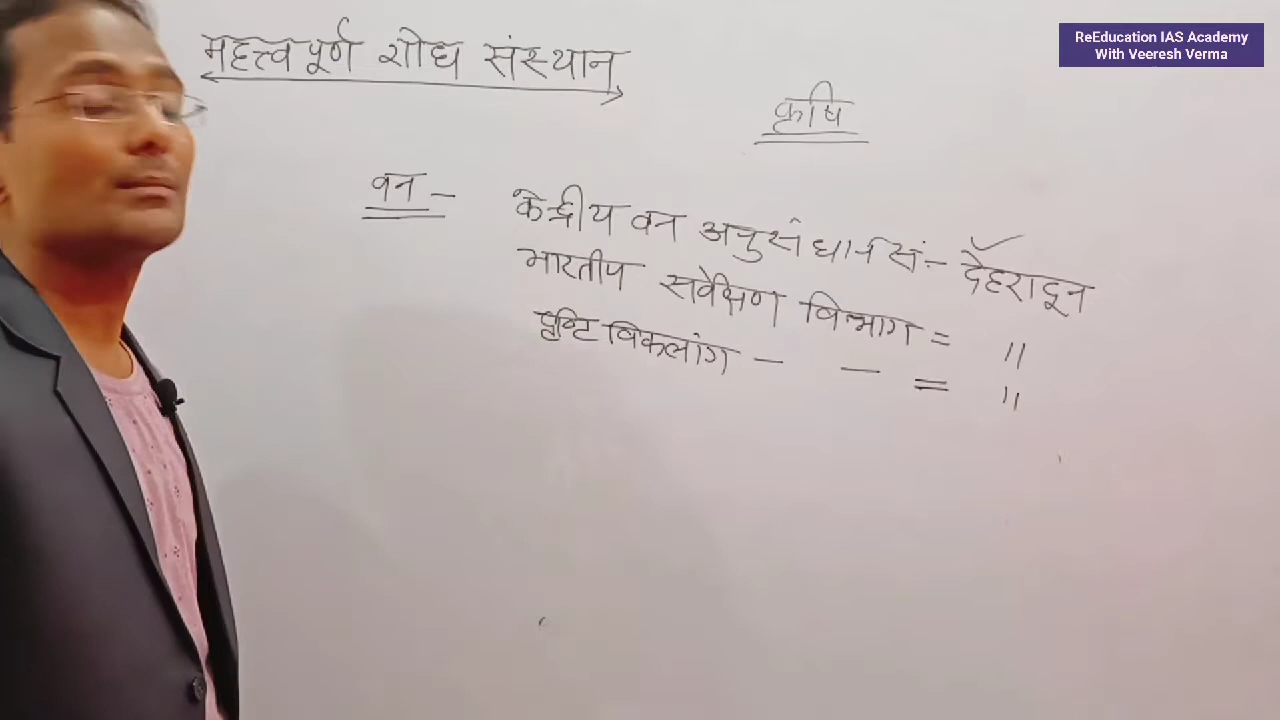 महत्त्वपूर्ण शोध संस्थान
ReEducation IAS Academy
With Veeresh Verma
कृषि
वन - केन्द्रीय वन अनुसंधान सं:- देहरादून
भारतीय सर्वेक्षण विभाग = "
दृष्टि विकलांग - - = "